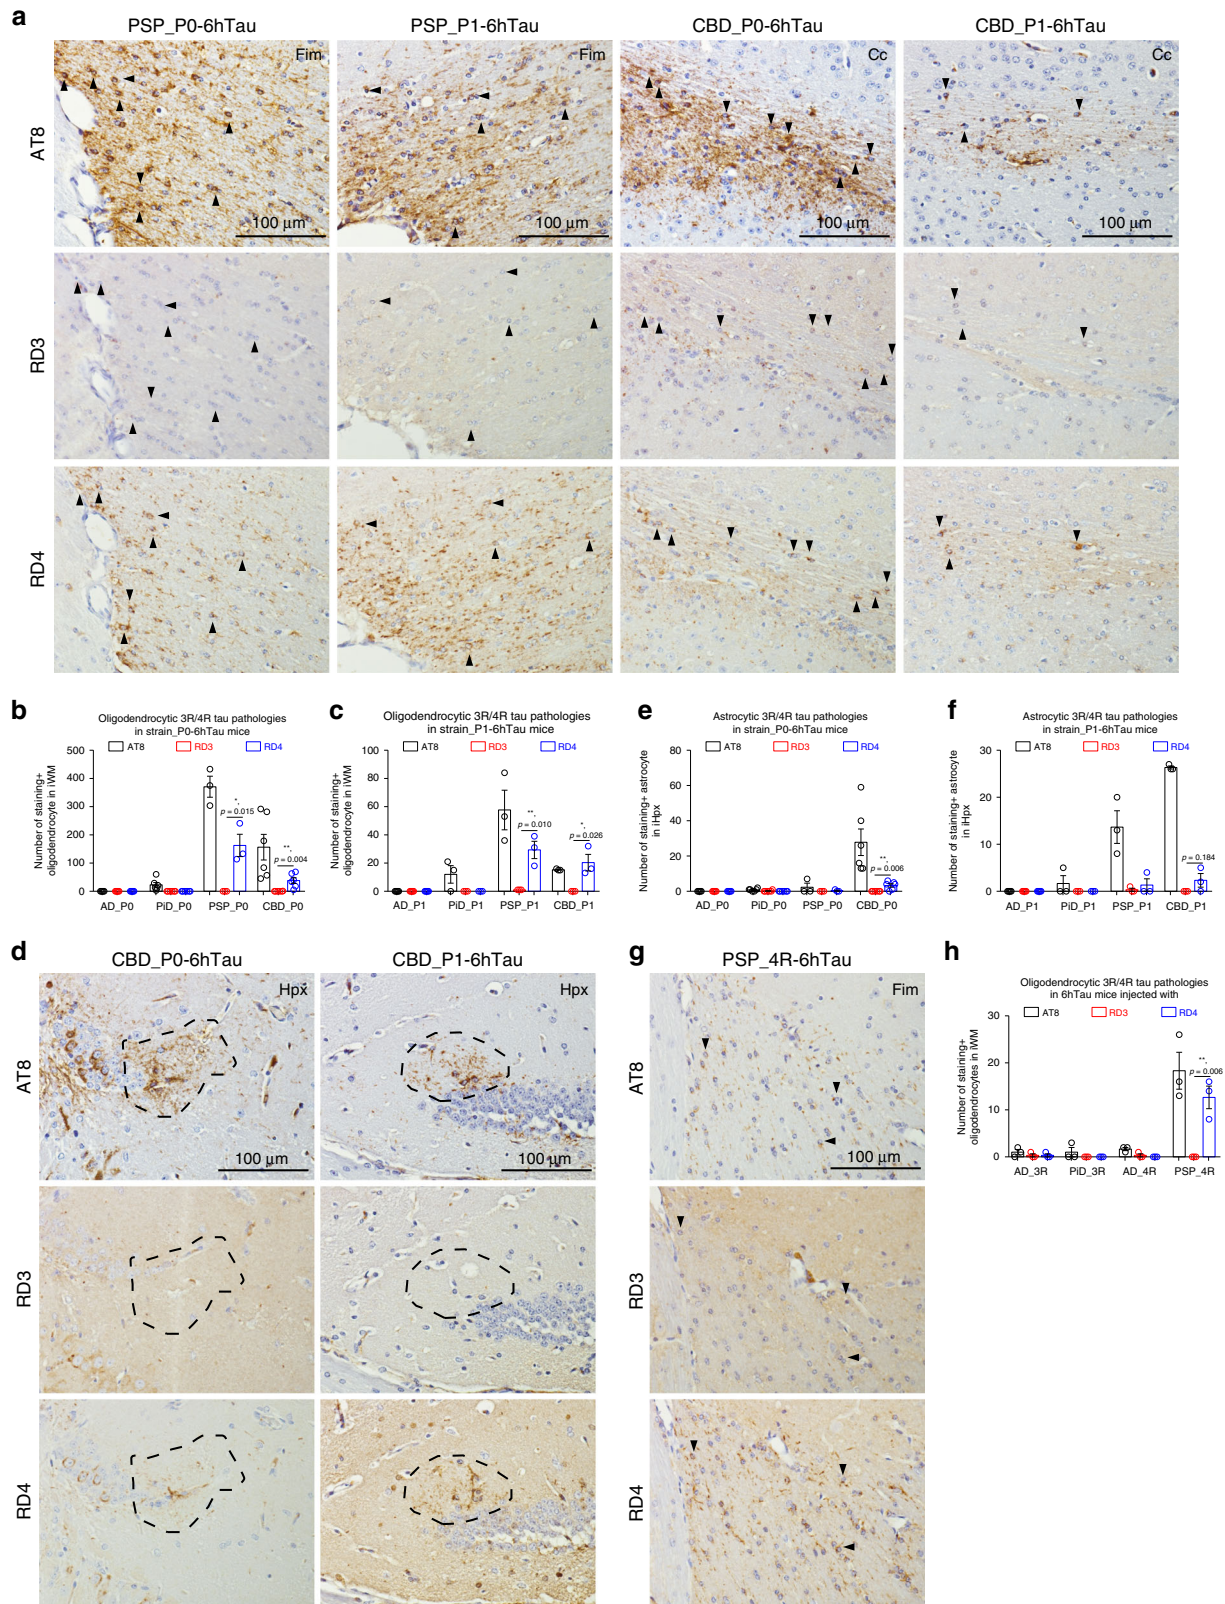 a
PSP_P0-6hTau
PSP_P1-6hTau
CBD_P0-6hTau
CBD_P1-6hTau
Fim
Fim
Cc
Cc
AT8
100 µm
100 µm
100 µm
100 µm
RD3
RD4
b
Oligodendrocytic 3R/4R tau pathologies
in strain_P0-6hTau mice
AT8
RD3
RD4
Number of staining+
oligodendrocyte in iWM
500
400
300
200
100
0
*,
p = 0.015
**,
p = 0.004
AD_P0
PiD_P0
PSP_P0
CBD_P0
c
Oligodendrocytic 3R/4R tau pathologies
in strain_P1-6hTau mice
AT8
RD3
RD4
Number of staining+
oligodendrocyte in iWM
100
80
60
40
20
0
**,
p = 0.010
*,
p = 0.026
AD_P1
PiD_P1
PSP_P1
CBD_P1
e
Astrocytic 3R/4R tau pathologies
in strain_P0-6hTau mice
AT8
RD3
RD4
Number of staining+ astrocyte
in iHpx
80
60
40
20
0
**,
p = 0.006
AD_P0
PiD_P0
PSP_P0
CBD_P0
f
Astrocytic 3R/4R tau pathologies
in strain_P1-6hTau mice
AT8
RD3
RD4
Number of staining+ astrocyte
in iHpx
30
20
10
0
p = 0.184
AD_P1
PiD_P1
PSP_P1
CBD_P1
d
CBD_P0-6hTau
CBD_P1-6hTau
Hpx
Hpx
AT8
100 µm
100 µm
RD3
RD4
g
PSP_4R-6hTau
Fim
AT8
100 µm
RD3
RD4
h
Oligodendrocytic 3R/4R tau pathologies
in 6hTau mice injected with
AT8
RD3
RD4
Number of staining+
oligodendrocytes in iWM
30
20
10
0
**,
p = 0.006
AD_3R
PiD_3R
AD_4R
PSP_4R